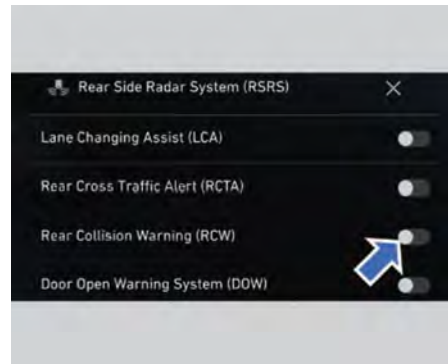 Rear Side Radar System (RSRS)
Lane Changing Assist (LCA)
Rear Cross Traffic Alert (RCTA)
Rear Collision Warning (RCW)
Door Open Warning System (DOW)